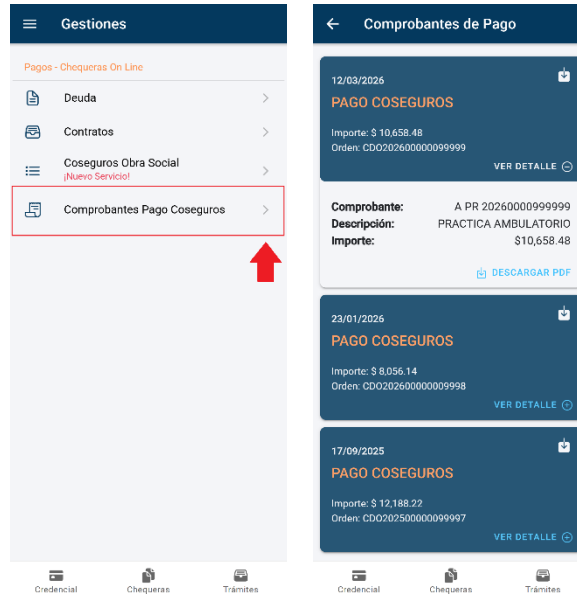 Gestiones
Pagos - Chequeras On Line
Deuda
Contratos
Coseguros Obra Social
¡Nuevo Servicio!
Comprobantes Pago Coseguros
Credencial
Chequeras
Trámites
Comprobantes de Pago
12/03/2026
PAGO COSEGUROS
Importe: $ 10,658.48
Orden: CDO202600000099999
VER DETALLE
Comprobante: A PR 20260000999999
Descripción: PRACTICA AMBULATORIO
Importe: $10,658.48
DESCARGAR PDF
23/01/2026
PAGO COSEGUROS
Importe: $ 8,056.14
Orden: CDO202600000009998
VER DETALLE
17/09/2025
PAGO COSEGUROS
Importe: $ 12,188.22
Orden: CDO202500000099997
VER DETALLE
Credencial
Chequeras
Trámites